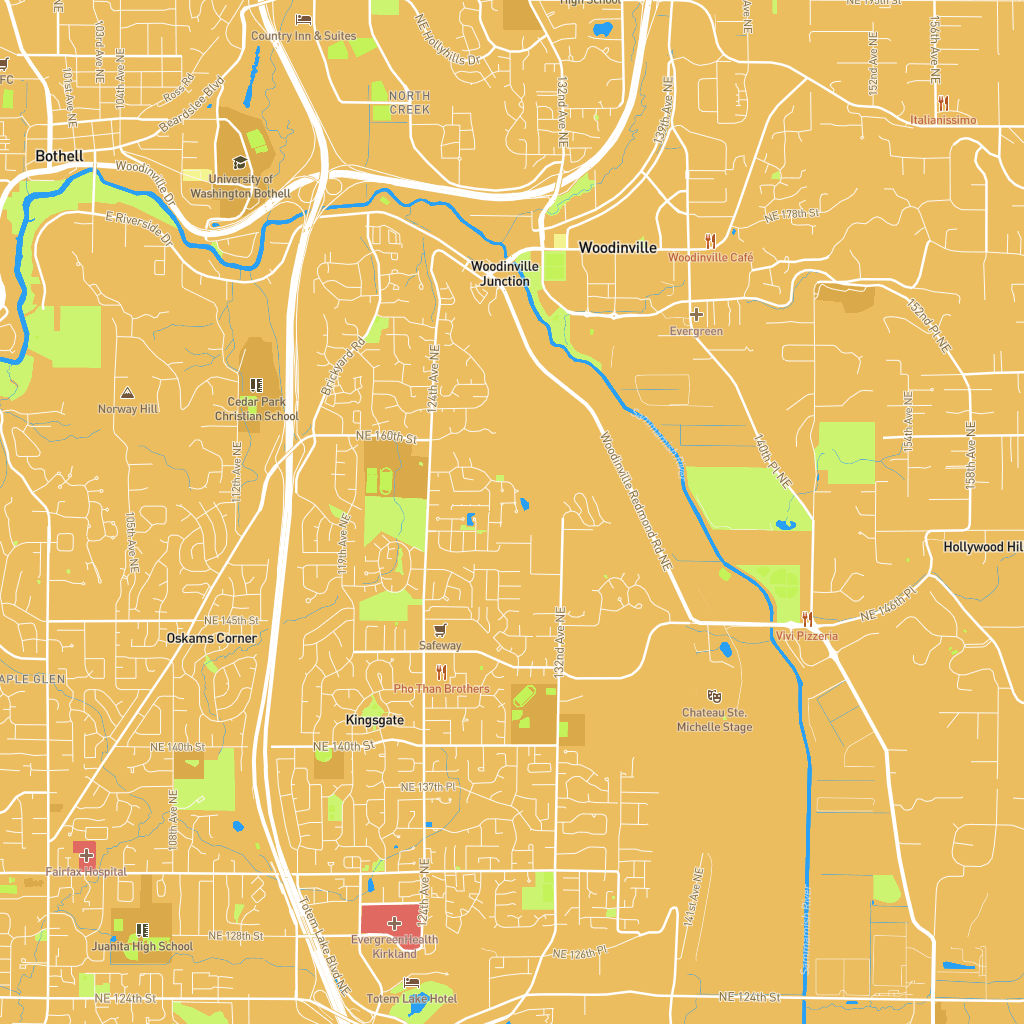 High School
NE 195th St
Country Inn & Suites
NE Hollyhills Dr
103rd Ave NE
104th Ave NE
101st Ave NE
FC
Ross Rd
Beardslee Blvd
NORTH
CREEK
132nd Ave NE
139th Ave NE
152nd Ave NE
156th Ave NE
Italianissimo
Bothell
Woodinville Dr
University of
Washington Bothell
E Riverside Dr
NE 178th St
Woodinville
Woodinville Café
Woodinville
Junction
Evergreen
152nd Pl NE
Brickyard Rd
124th Ave NE
Norway Hill
Cedar Park
Christian School
NE 160th St
112th Ave NE
Woodinville Redmond Rd NE
140th Pl NE
154th Ave NE
158th Ave NE
105th Ave NE
119th Ave NE
Hollywood Hil
NE 145th St
Oskams Corner
Safeway
132nd Ave NE
NE 146th Pl
Vivi Pizzeria
APLE GLEN
Pho Than Brothers
Kingsgate
Chateau Ste.
Michelle Stage
NE 140th St
NE 140th St
NE 137th Pl
108th Ave NE
Fairfax Hospital
124th Ave NE
141st Ave NE
Totem Lake Blvd NE
Sammamish River
NE 128th St
EvergreenHealth
Kirkland
Juanita High School
NE 126th Pl
NE 124th St
Totem Lake Hotel
NE 124th St